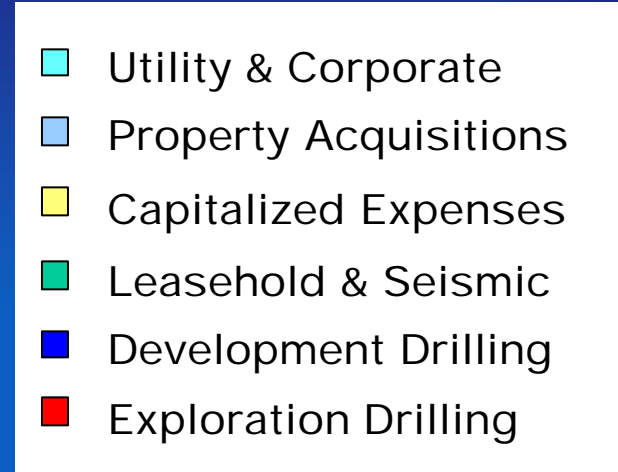 Utility & Corporate
Property Acquisitions
Capitalized Expenses
Leasehold & Seismic
Development Drilling
Exploration Drilling